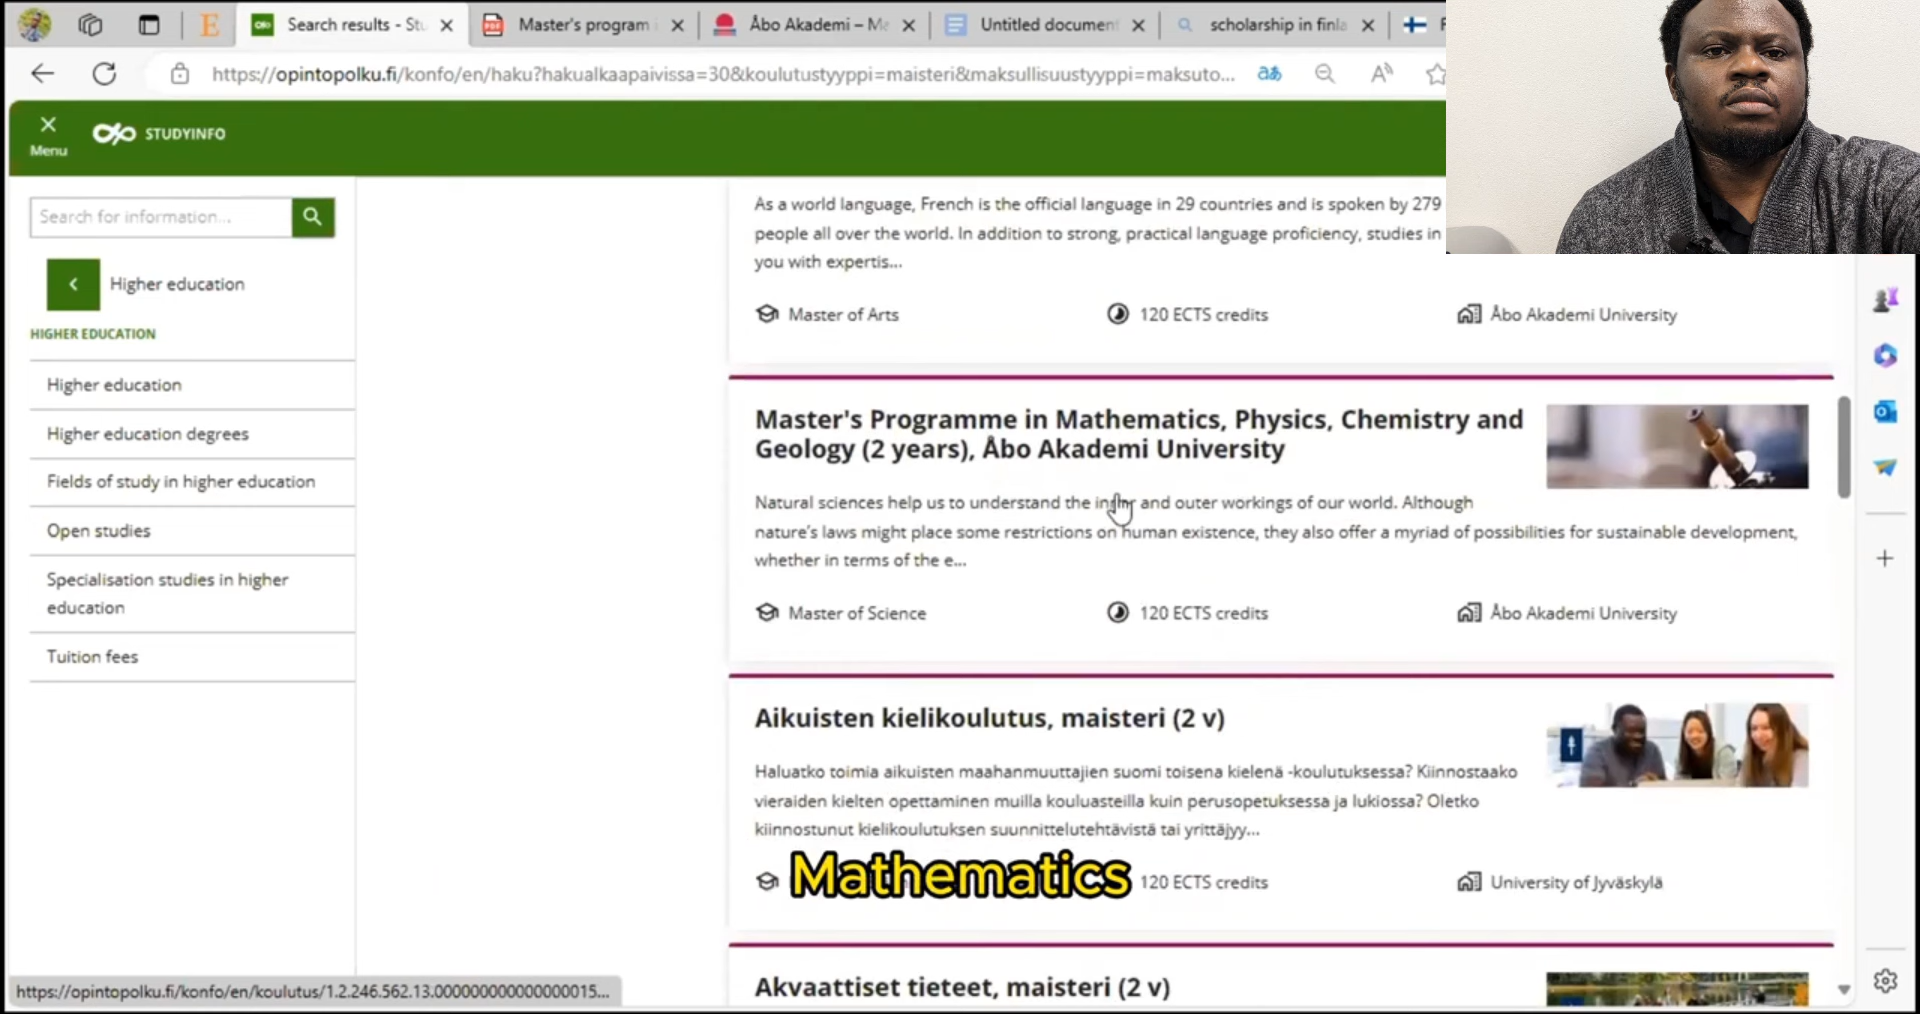 Search results - Stu
Master's program i
Åbo Akademi – Ma
Untitled document
scholarship in finla
https://opintopolku.fi/konfo/en/haku?hakualkaapaivissa=30&koulutustyyppi=maisteri&maksullisuustyyppi=maksuto...
Menu
STUDYINFO
Search for information...
Higher education
HIGHER EDUCATION
Higher education
Higher education degrees
Fields of study in higher education
Open studies
Specialisation studies in higher
education
Tuition fees
As a world language, French is the official language in 29 countries and is spoken by 279
people all over the world. In addition to strong, practical language proficiency, studies in
you with expertis...
Master of Arts
120 ECTS credits
Åbo Akademi University
Master's Programme in Mathematics, Physics, Chemistry and
Geology (2 years), Åbo Akademi University
Natural sciences help us to understand the and outer workings of our world. Although
nature's laws might place some restrictions on human existence, they also offer a myriad of possibilities for sustainable development,
whether in terms of the e...
Master of Science
120 ECTS credits
Åbo Akademi University
Aikuisten kielikoulutus, maisteri (2 v)
Haluatko toimia aikuisten maahanmuuttajien suomi toisena kielenä -koulutuksessa? Kiinnostaako
vieraiden kielten opettaminen muilla kouluasteilla kuin perusopetuksessa ja lukiossa? Oletko
kiinnostunut kielikoulutuksen suunnittelutehtävistä tai yrittäjyy...
Mathematics
120 ECTS credits
University of Jyväskylä
Akvaattiset tieteet, maisteri (2 v)
https://opintopolku.fi/konfo/en/koulutus/1.2.246.562.13.000000000000000015...